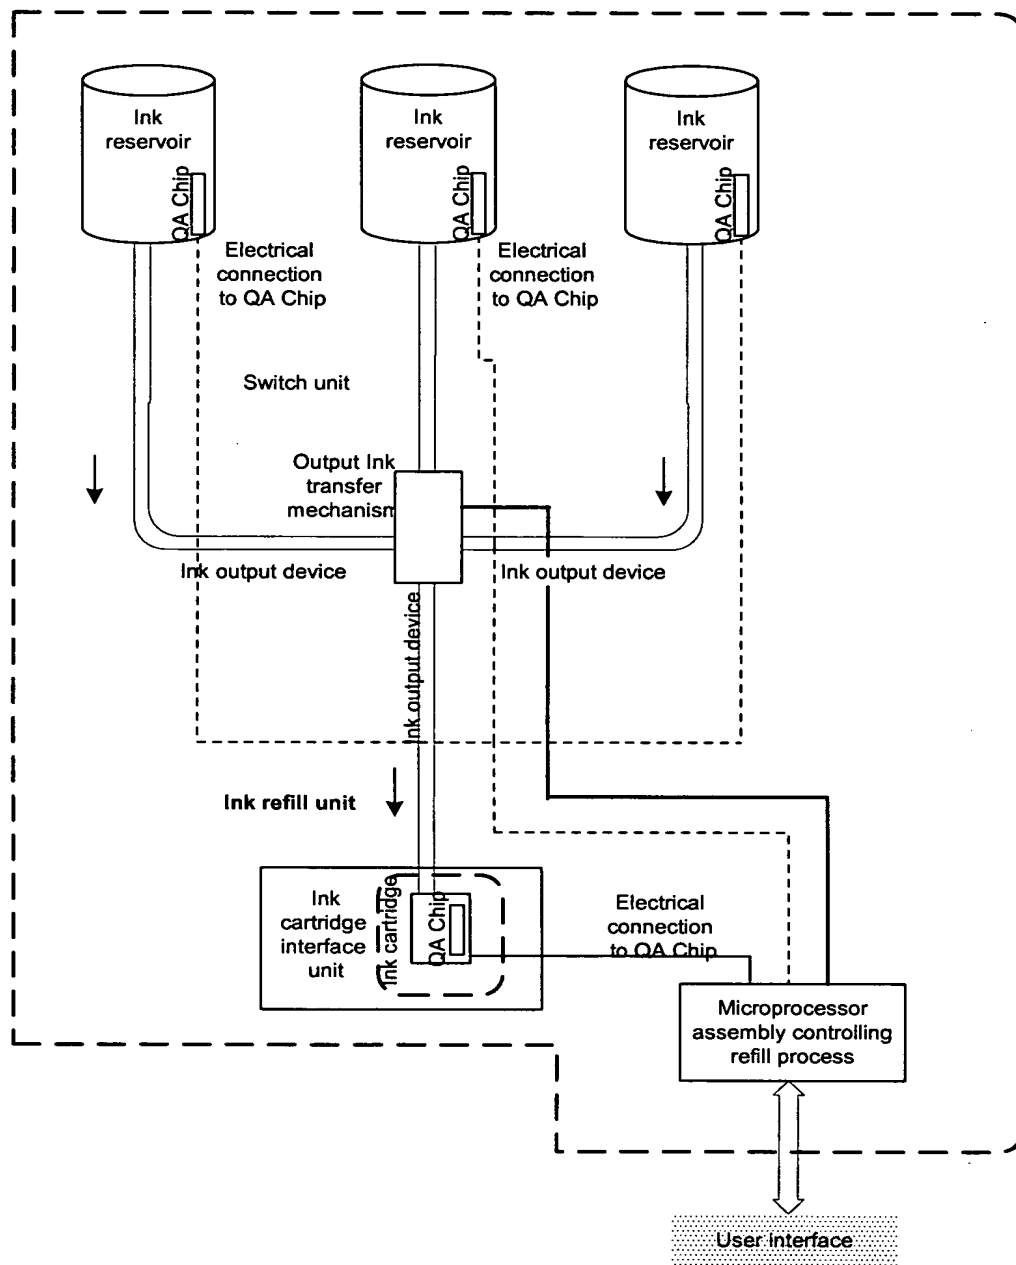 Ink
reservoir
QA Chip
Ink
reservoir
QA Chip
Ink
reservoir
QA Chip
Electrical
connection
to QA Chip
Electrical
connection
to QA Chip
Switch unit
Output Ink
transfer
mechanism
Ink output device
Ink output device
Ink output device
Ink refill unit
Ink
cartridge
interface
unit
Ink cartridge
QA Chip
Electrical
connection
to QA Chip
Microprocessor
assembly controlling
refill process
User interface